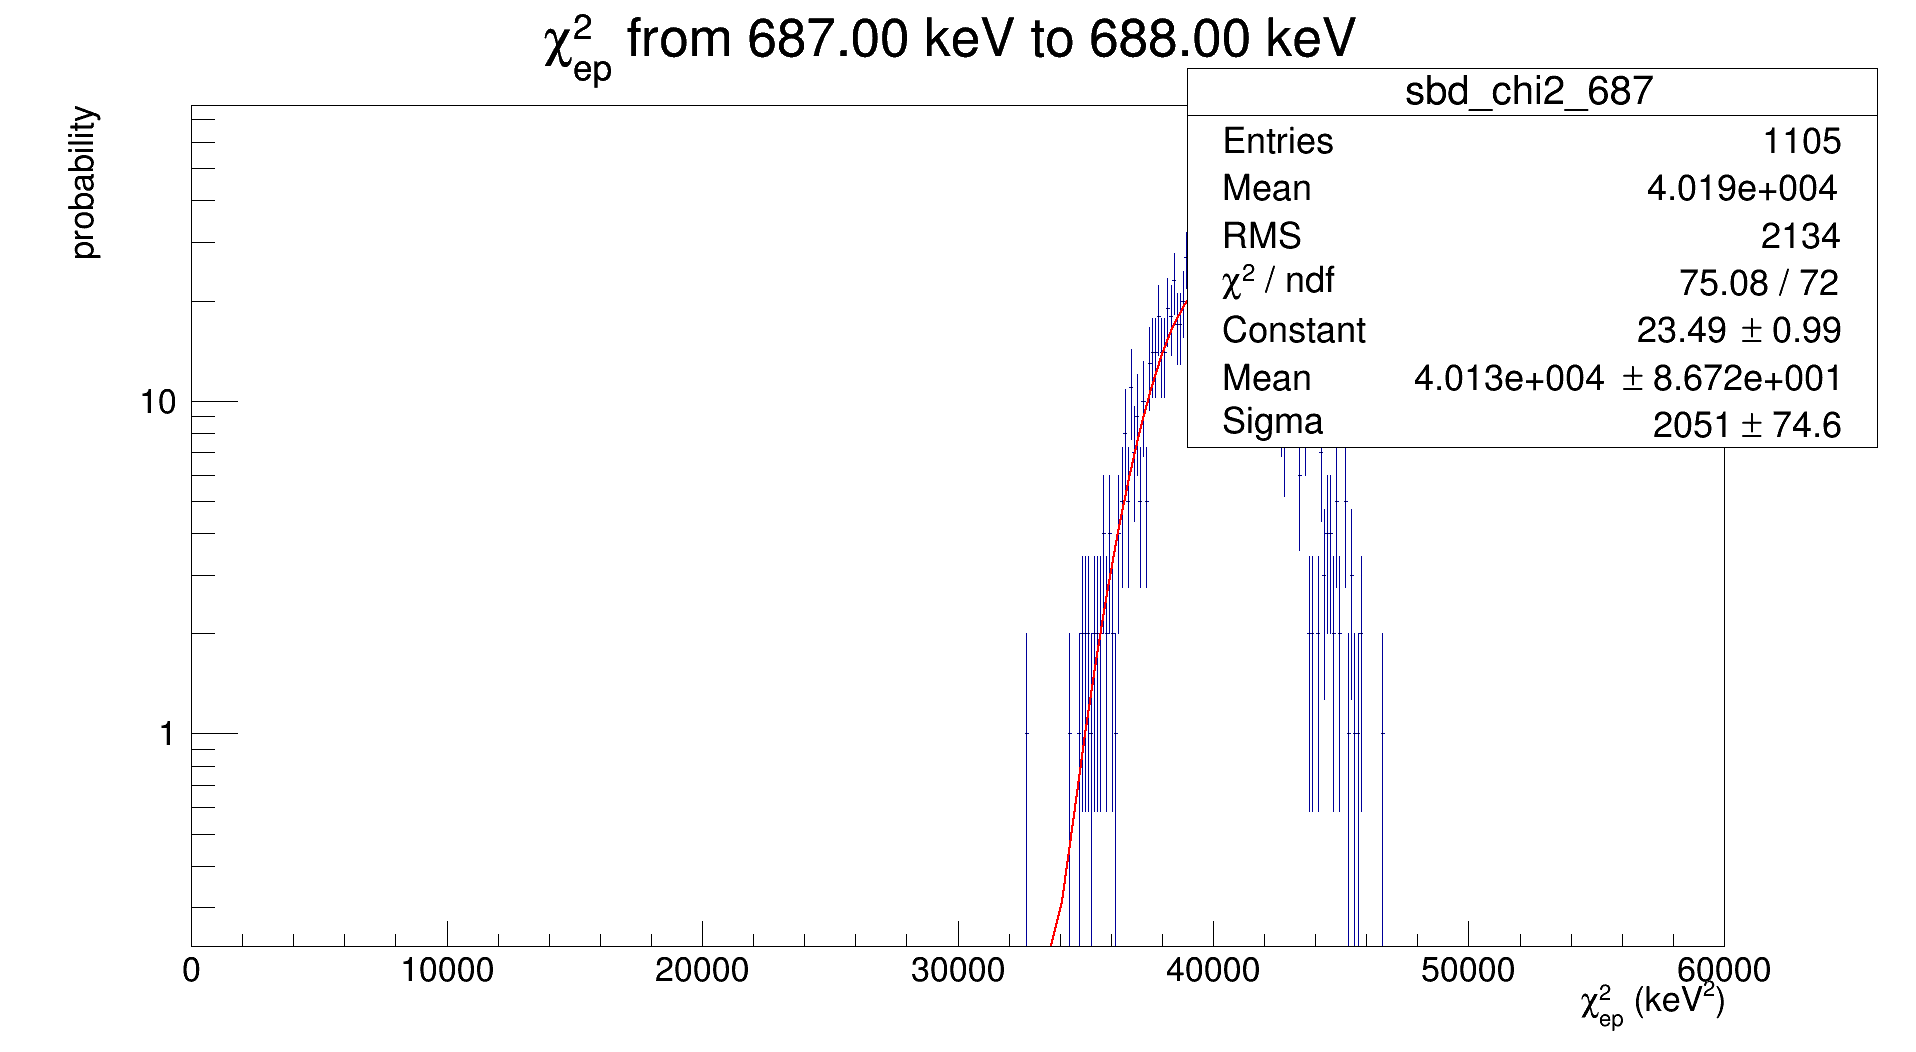 χ²ep from 687.00 keV to 688.00 keV
probability
sbd_chi2_687
Entries 1105
Mean 4.019e+004
RMS 2134
χ² / ndf 75.08 / 72
Constant 23.49 ± 0.99
Mean 4.013e+004 ± 8.672e+001
Sigma 2051 ± 74.6
10
1
0 10000 20000 30000 40000 50000 60000
χ²ep (keV²)